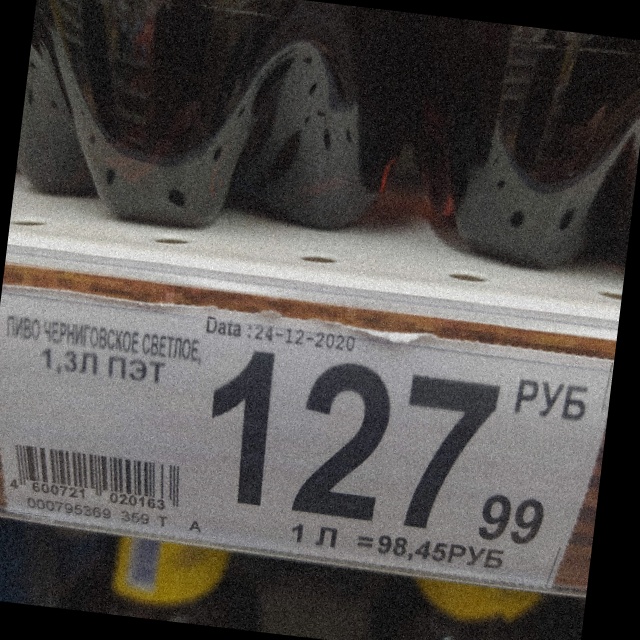 Data :24-12-2020
ПИВО ЧЕРНИГОВСКОЕ СВЕТЛОЕ,
1,3Л ПЭТ
127 99 РУБ
4 600721 020163
000795369 359 Т А
1 Л =98,45РУБ